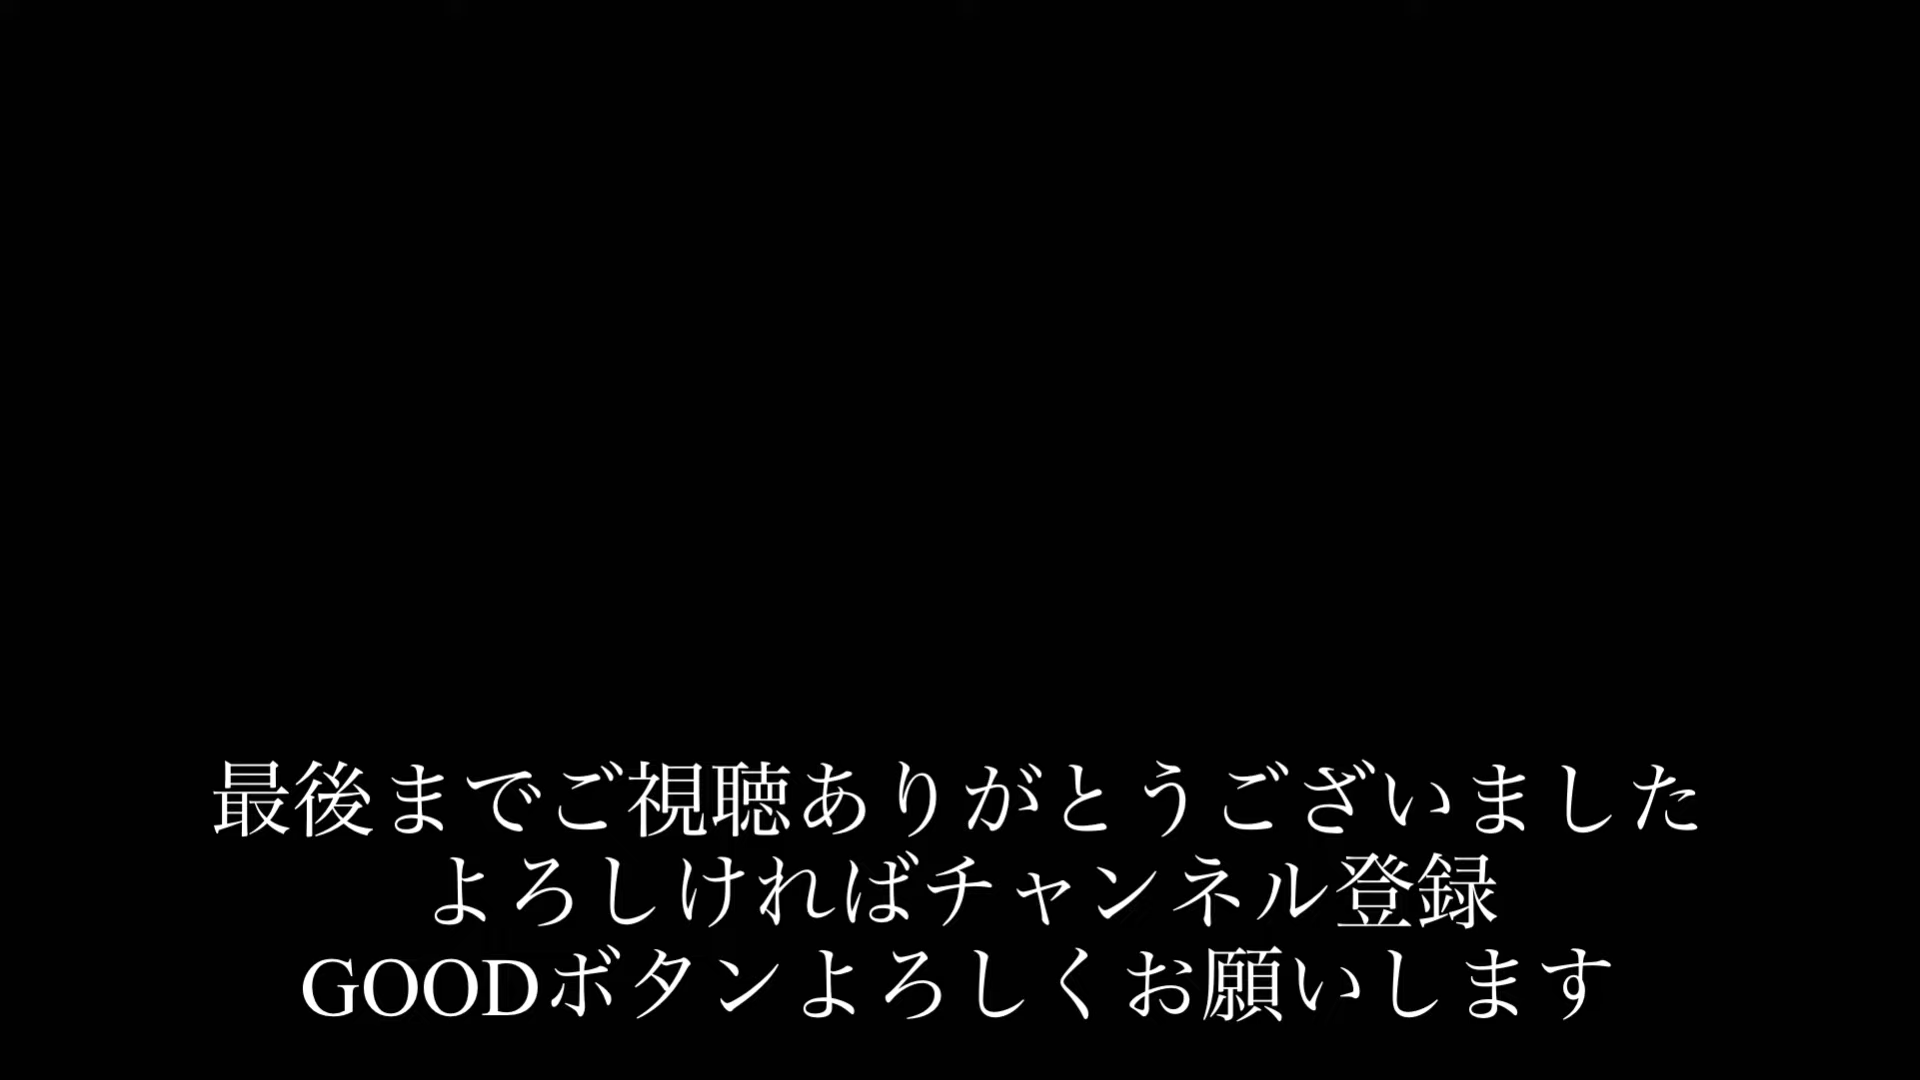 最後までご視聴ありがとうございました
よろしければチャンネル登録
GOODボタンよろしくお願いします